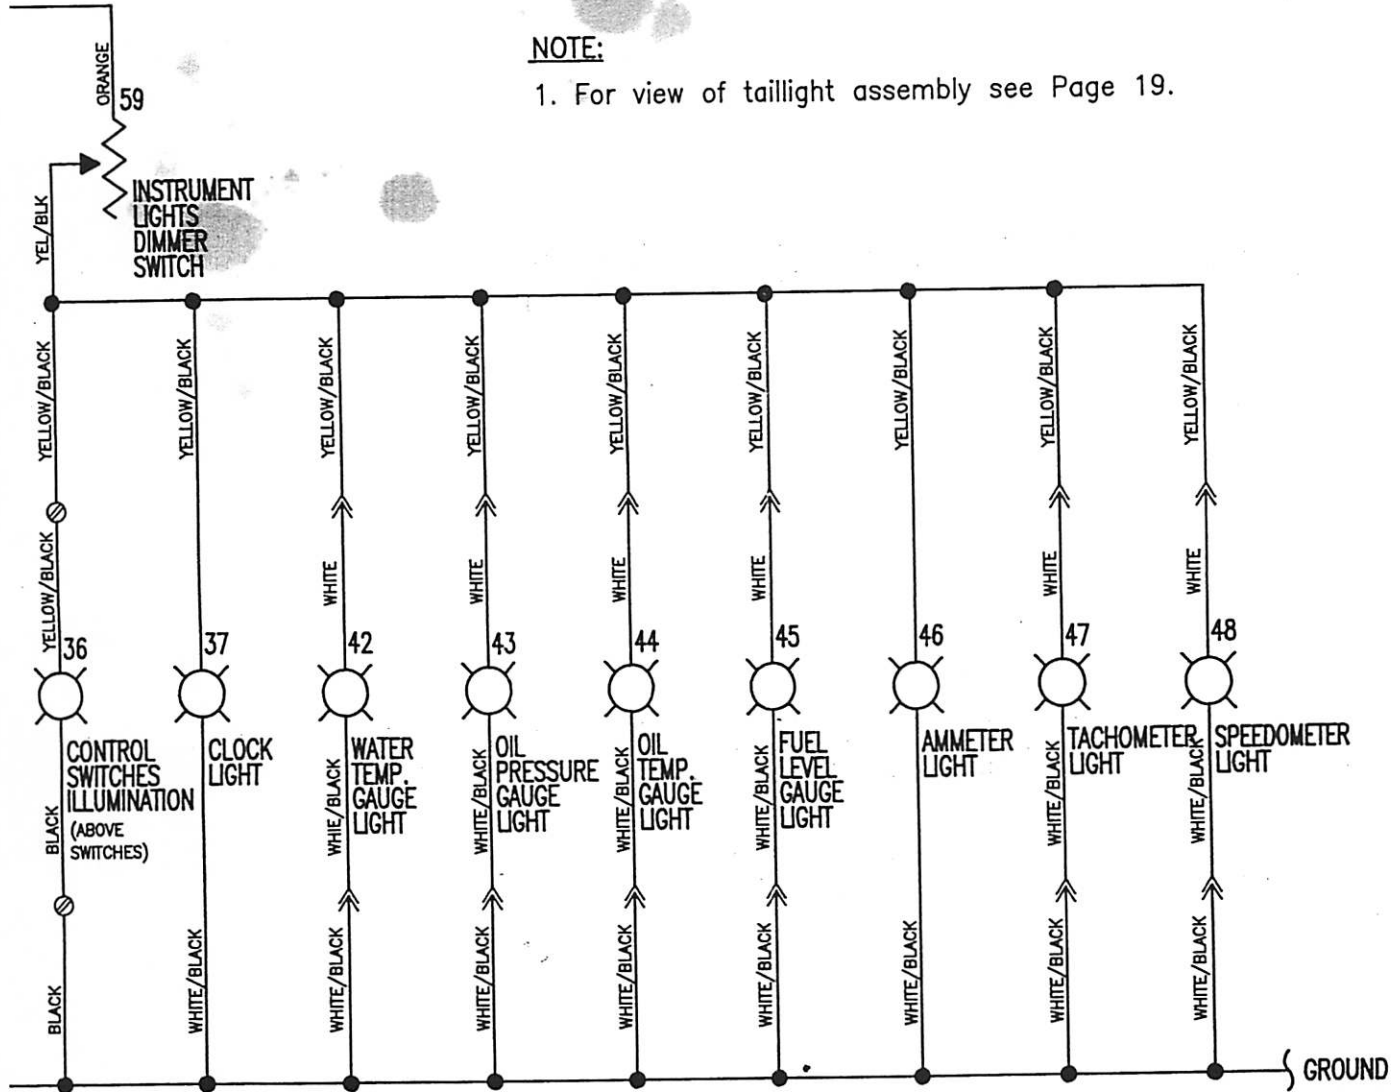 NOTE:
1. For view of taillight assembly see Page 19.
ORANGE
59
INSTRUMENT
LIGHTS
DIMMER
SWITCH
YEL/BLK
YELLOW/BLACK
YELLOW/BLACK
YELLOW/BLACK
YELLOW/BLACK
YELLOW/BLACK
YELLOW/BLACK
YELLOW/BLACK
YELLOW/BLACK
YELLOW/BLACK
YELLOW/BLACK
WHITE
WHITE
WHITE
WHITE
WHITE
WHITE
36
37
42
43
44
45
46
47
48
CONTROL
SWITCHES
ILLUMINATION
(ABOVE
SWITCHES)
CLOCK
LIGHT
WATER
TEMP.
GAUGE
LIGHT
OIL
PRESSURE
GAUGE
LIGHT
OIL
TEMP.
GAUGE
LIGHT
FUEL
LEVEL
GAUGE
LIGHT
AMMETER
LIGHT
TACHOMETER
LIGHT
SPEEDOMETER
LIGHT
BLACK
WHIE/BLACK
WHITE/BLACK
WHITE/BLACK
WHITE/BLACK
WHITE/BLACK
WHITE/BLACK
BLACK
WHITE/BLACK
WHITE/BLACK
WHITE/BLACK
WHITE/BLACK
WHITE/BLACK
WHITE/BLACK
WHITE/BLACK
WHITE/BLACK
GROUND